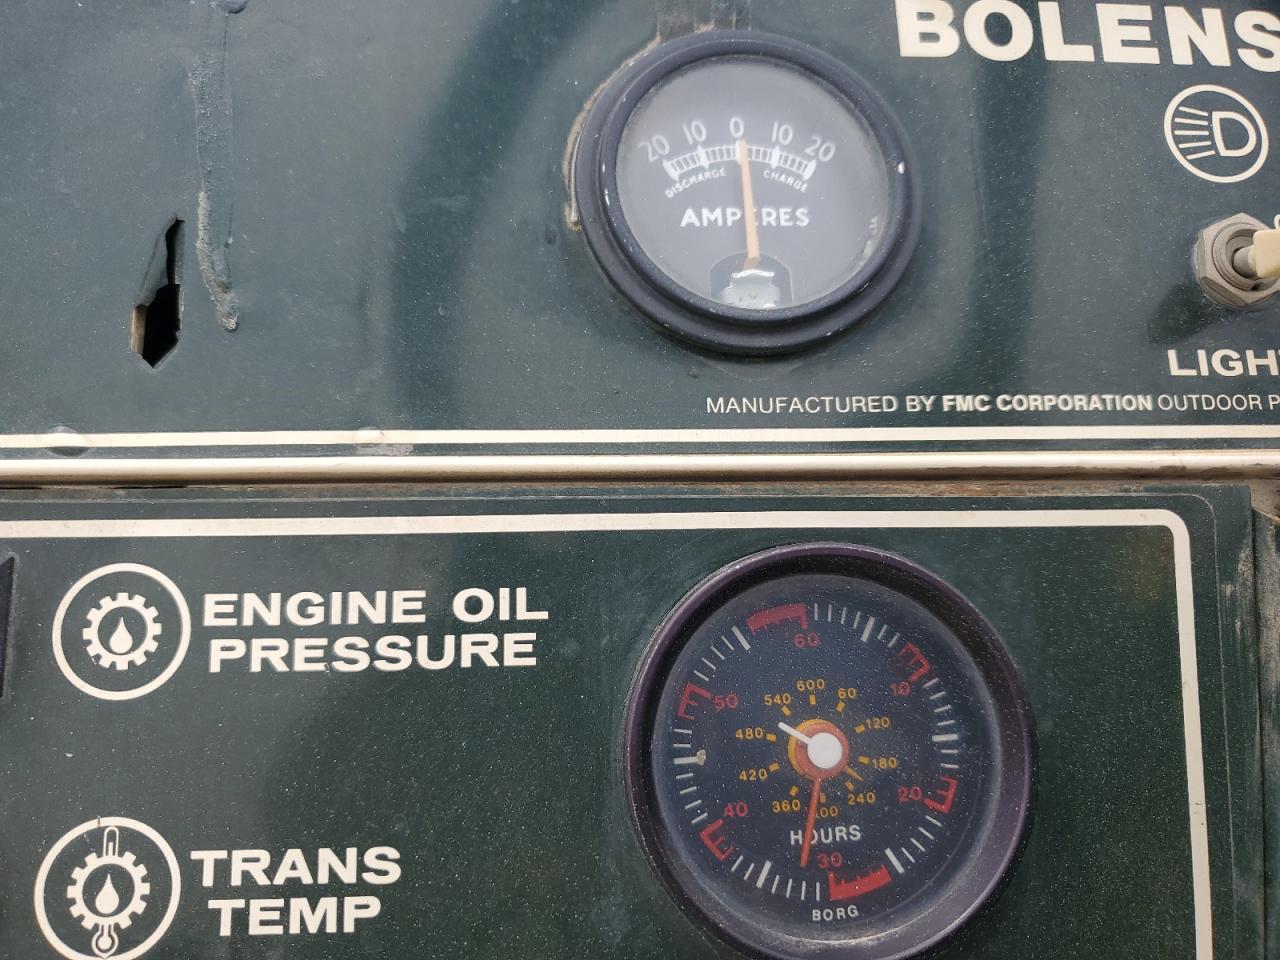 BOLENS
20 10 0 10 20
DISCHARGE CHARGE
AMPERES
LIGH
MANUFACTURED BY FMC CORPORATION OUTDOOR P
ENGINE OIL
PRESSURE
TRANS
TEMP
60
10
20
30
40
50
600
60
120
180
240
360
420
480
540
HOURS
BORG